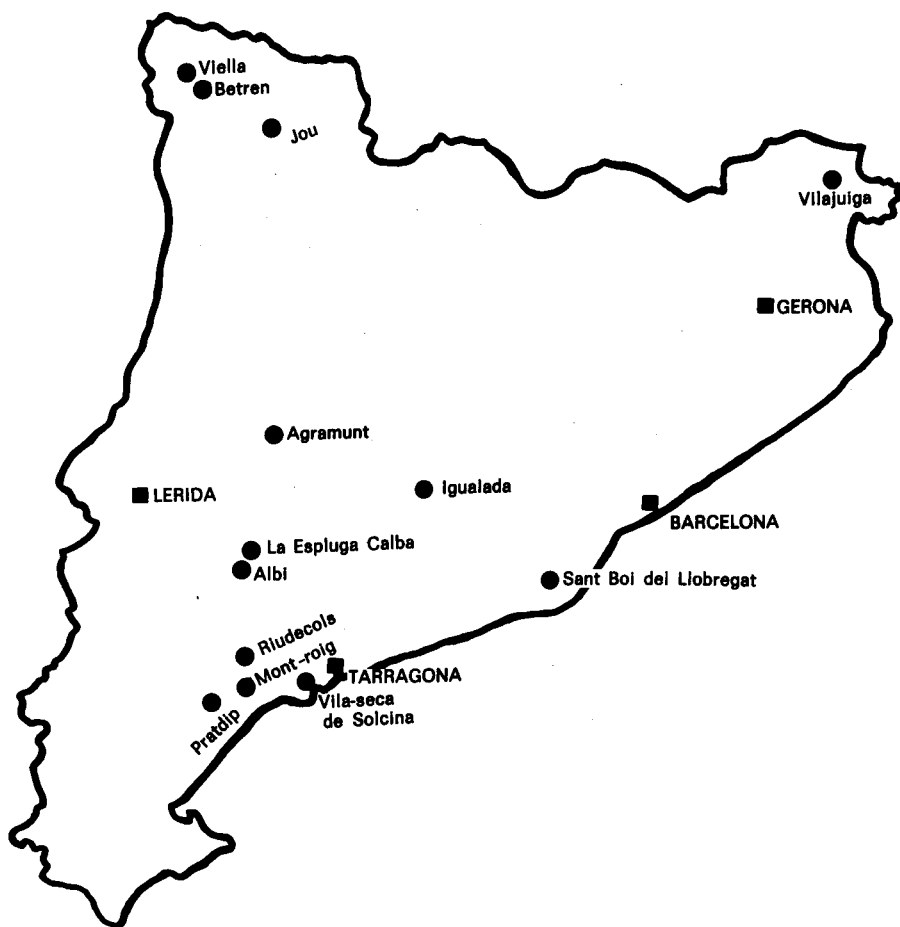 Viella
Betren
Jou
Vilajuiga
GERONA
Agramunt
LERIDA
Igualada
BARCELONA
La Espluga Calba
Albi
Sant Boi del Llobregat
Riudecols
Mont-roig
TARRAGONA
Pratdip
Vila-seca
de Solcina